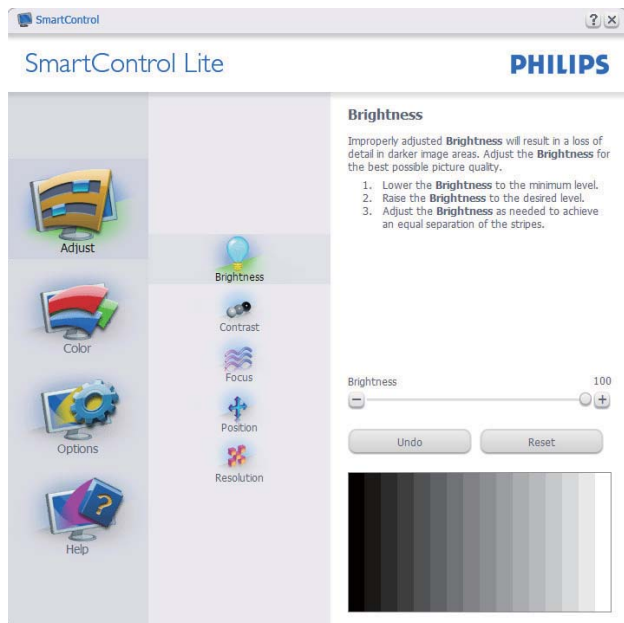 SmartControl
SmartControl Lite
PHILIPS
Adjust
Color
Options
Help
Brightness
Contrast
Focus
Position
Resolution
Brightness
Improperly adjusted Brightness will result in a loss of
detail in darker image areas. Adjust the Brightness for
the best possible picture quality.
1. Lower the Brightness to the minimum level.
2. Raise the Brightness to the desired level.
3. Adjust the Brightness as needed to achieve
an equal separation of the stripes.
Brightness 100
Undo Reset